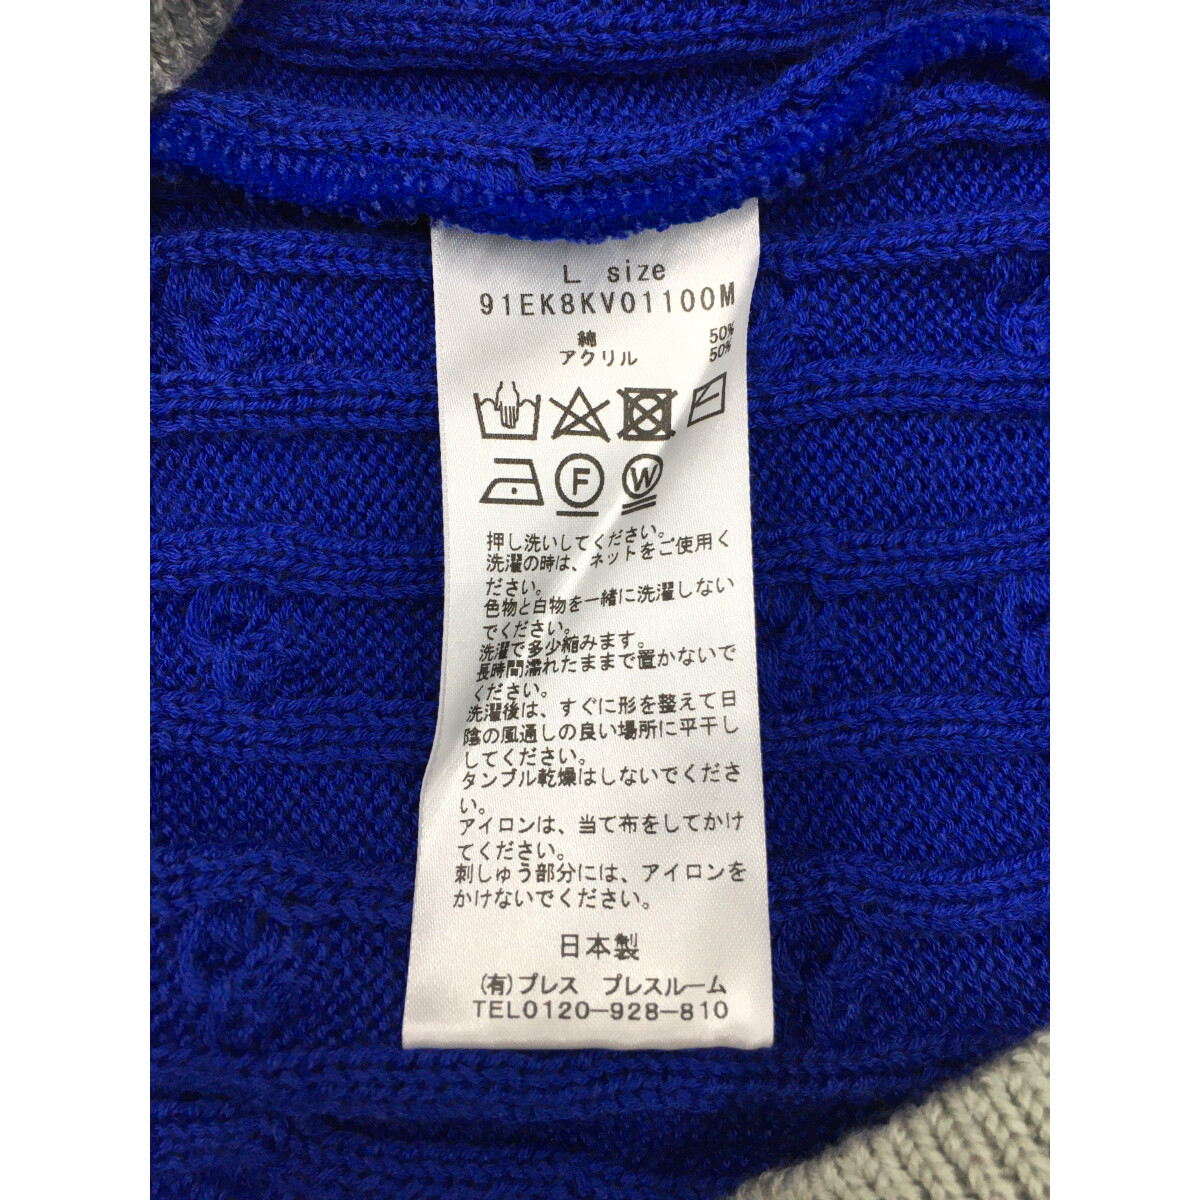 L size
91EK8KV01100M
綿 50%
アクリル 50%
F W
押し洗いしてください。
洗濯の時は、ネットをご使用く
ださい。
色物と白物を一緒に洗濯しない
でください。
洗濯で多少縮みます。
長時間濡れたままで置かないで
ください。
洗濯後は、すぐに形を整えて日
陰の風通しの良い場所に平干し
してください。
タンブル乾燥はしないでくださ
い。
アイロンは、当て布をしてかけ
てください。
刺しゅう部分には、アイロンを
かけないでください。
日本製
(有)プレス プレスルーム
TEL0120-928-810